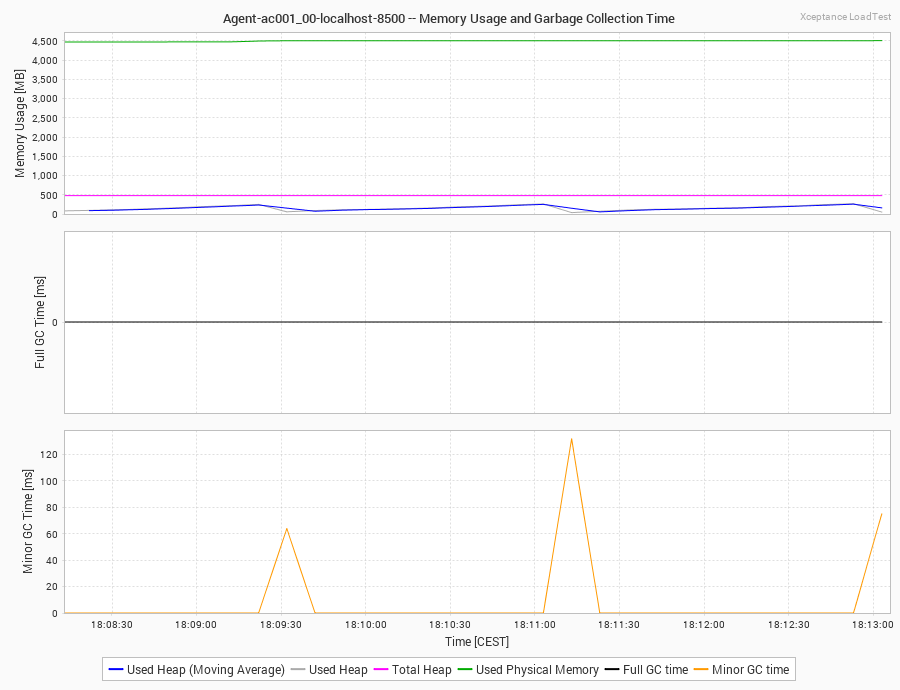 Agent-ac001_00-localhost-8500 -- Memory Usage and Garbage Collection Time
Xceptance LoadTest
Memory Usage [MB]
4,500
4,000
3,500
3,000
2,500
2,000
1,500
1,000
500
0
Full GC Time [ms]
0
Minor GC Time [ms]
120
100
80
60
40
20
0
18:08:30 18:09:00 18:09:30 18:10:00 18:10:30 18:11:00 18:11:30 18:12:00 18:12:30 18:13:00
Time [CEST]
Used Heap (Moving Average) Used Heap Total Heap Used Physical Memory Full GC time Minor GC time